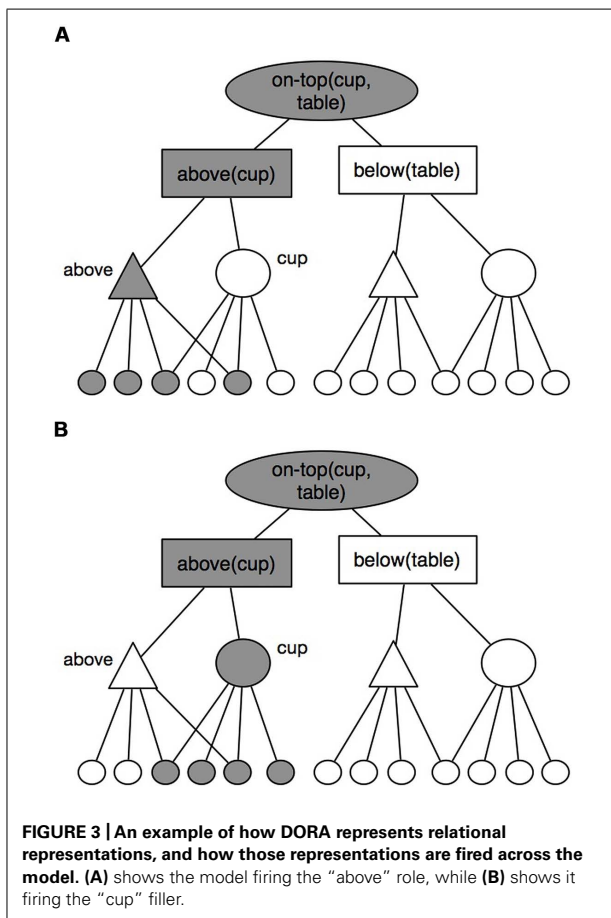 A
on-top(cup,
table)
above(cup)
below(table)
above
cup
B
on-top(cup,
table)
above(cup)
below(table)
above
cup
FIGURE 3 | An example of how DORA represents relational
representations, and how those representations are fired across the
model. (A) shows the model firing the “above” role, while (B) shows it
firing the “cup” filler.